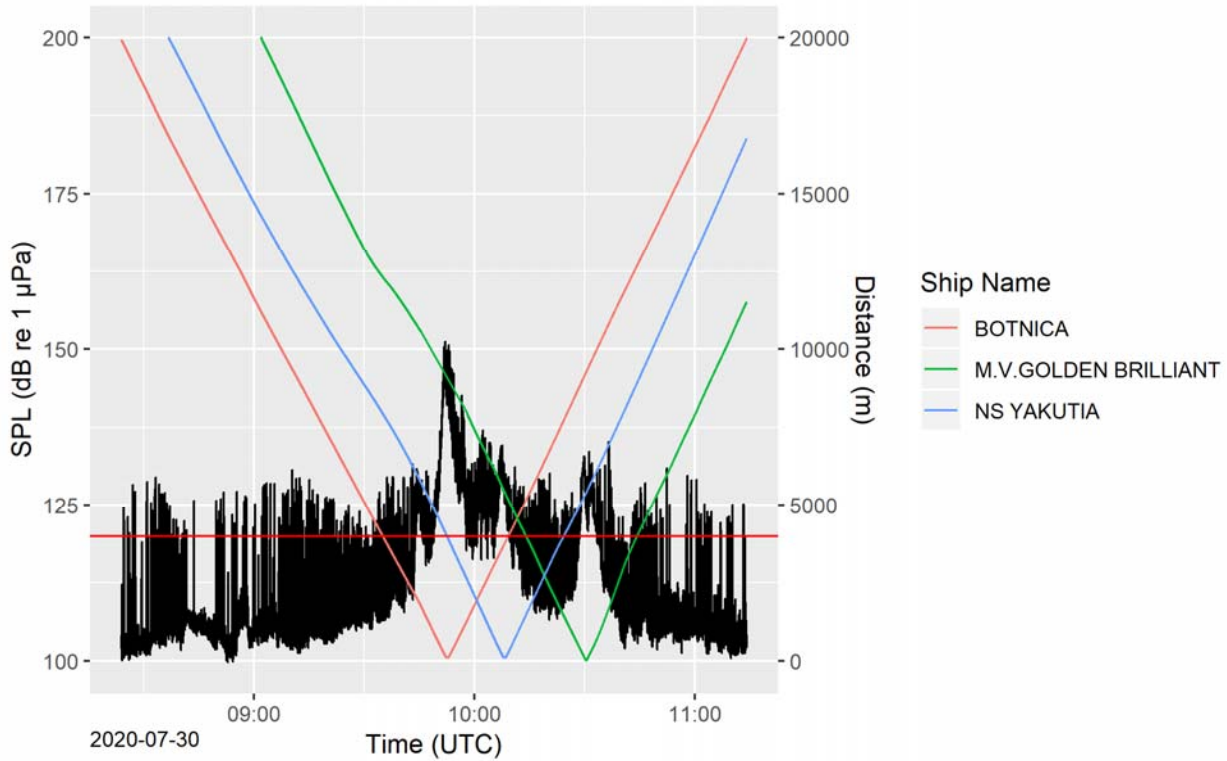 200
175
150
125
100
SPL (dB re 1 µPa)
20000
15000
10000
5000
0
Distance (m)
09:00
10:00
11:00
2020-07-30
Time (UTC)
Ship Name
BOTNICA
M.V.GOLDEN BRILLIANT
NS YAKUTIA